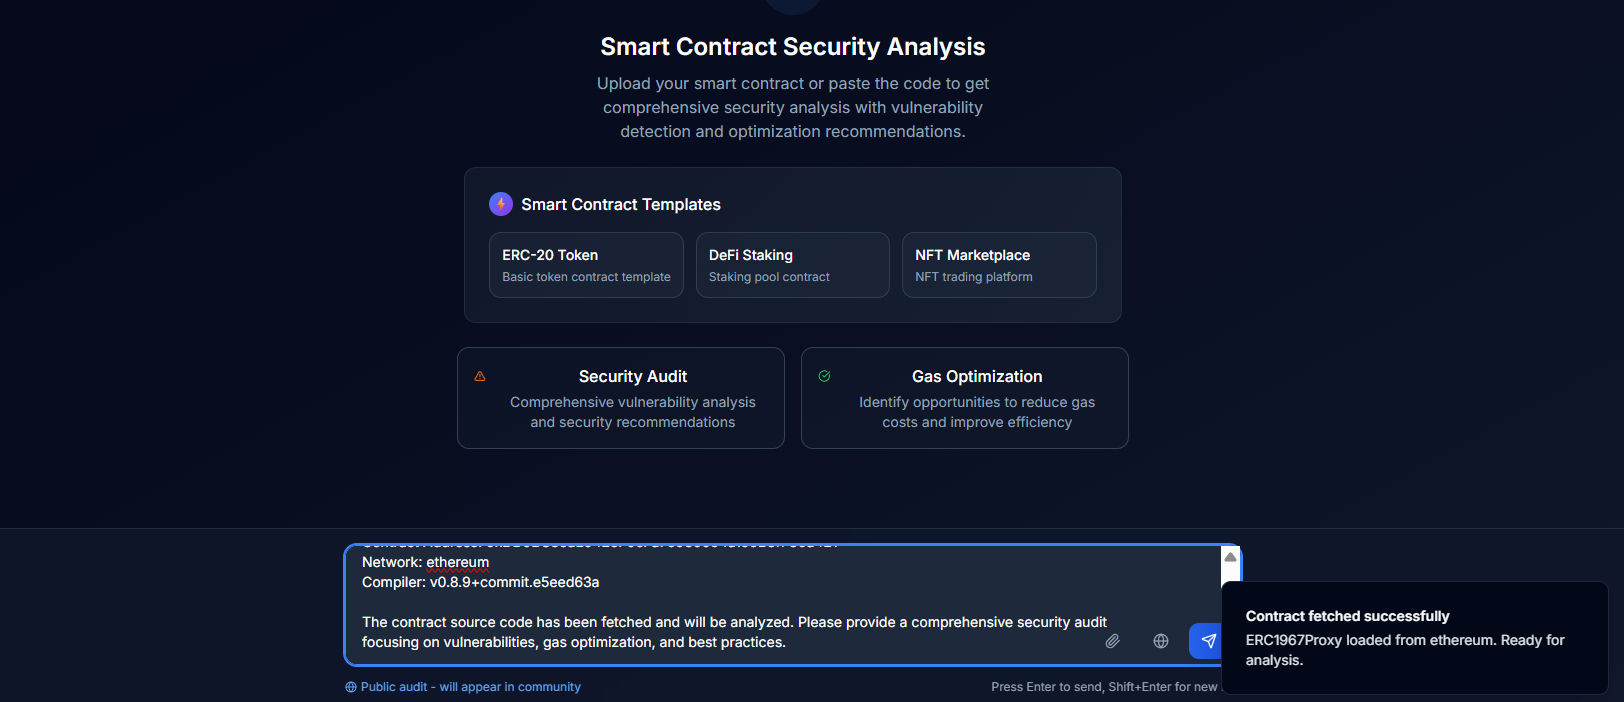 Smart Contract Security Analysis
Upload your smart contract or paste the code to get
comprehensive security analysis with vulnerability
detection and optimization recommendations.
Smart Contract Templates
ERC-20 Token
Basic token contract template
DeFi Staking
Staking pool contract
NFT Marketplace
NFT trading platform
Security Audit
Comprehensive vulnerability analysis
and security recommendations
Gas Optimization
Identify opportunities to reduce gas
costs and improve efficiency
Network: ethereum
Compiler: v0.8.9+commit.e5eed63a
The contract source code has been fetched and will be analyzed. Please provide a comprehensive security audit
focusing on vulnerabilities, gas optimization, and best practices.
Contract fetched successfully
ERC1967Proxy loaded from ethereum. Ready for
analysis.
Public audit - will appear in community
Press Enter to send, Shift+Enter for new